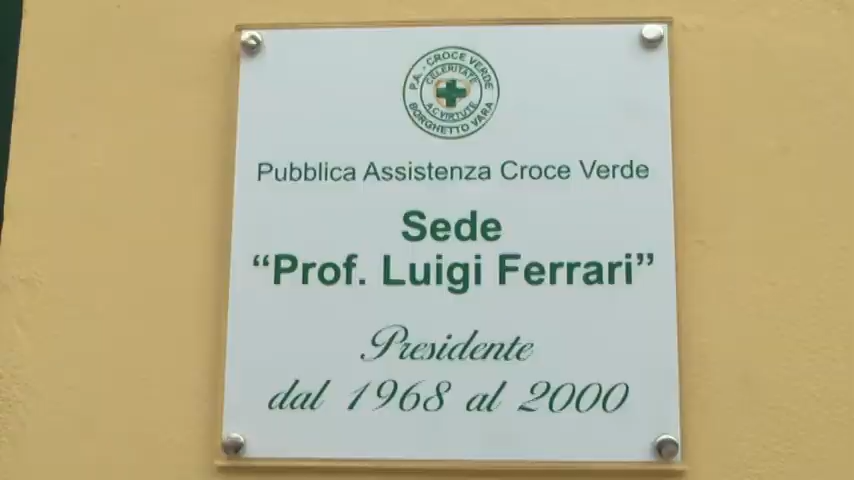 P.A. - CROCE VERDE
BORGHETTO VARA
CELERITATE
AC VIRTUTE
Pubblica Assistenza Croce Verde
Sede
“Prof. Luigi Ferrari”
Presidente
dal 1968 al 2000